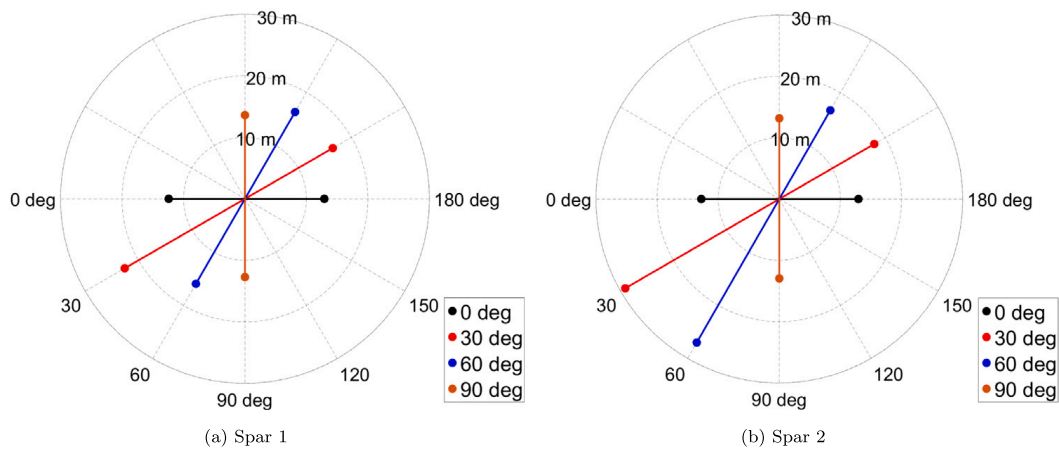 30 m
20 m
10 m
0 deg
180 deg
30
150
60
120
90 deg
0 deg
30 deg
60 deg
90 deg
(a) Spar 1
30 m
20 m
10 m
0 deg
180 deg
30
150
60
120
90 deg
0 deg
30 deg
60 deg
90 deg
(b) Spar 2